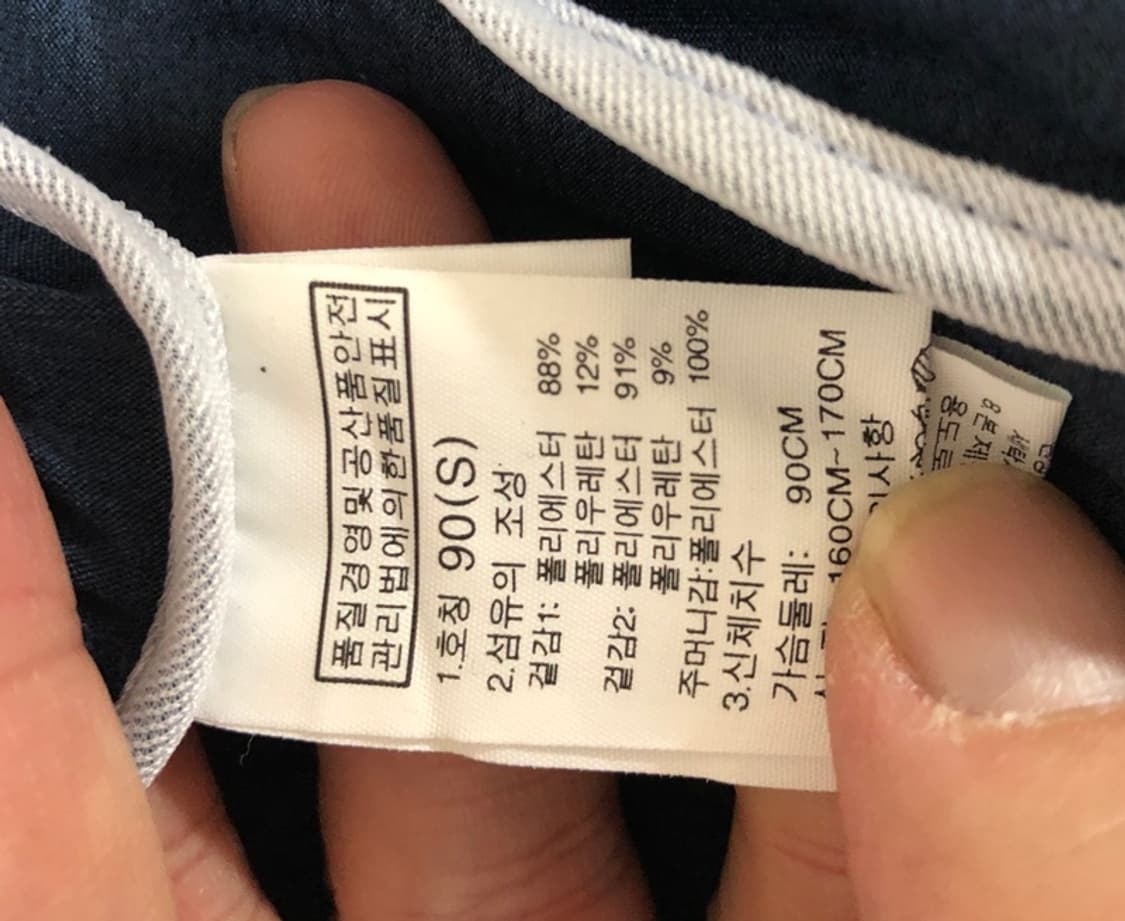 품질경영및공산품안전
관리법에의한품질표시
1.호칭 90(S)
2.섬유의 조성
겉감1: 폴리에스터 88%
폴리우레탄 12%
겉감2: 폴리에스터 91%
폴리우레탄 9%
주머니감:폴리에스터 100%
3.신체치수
가슴둘레: 90CM
160CM~170CM
사항